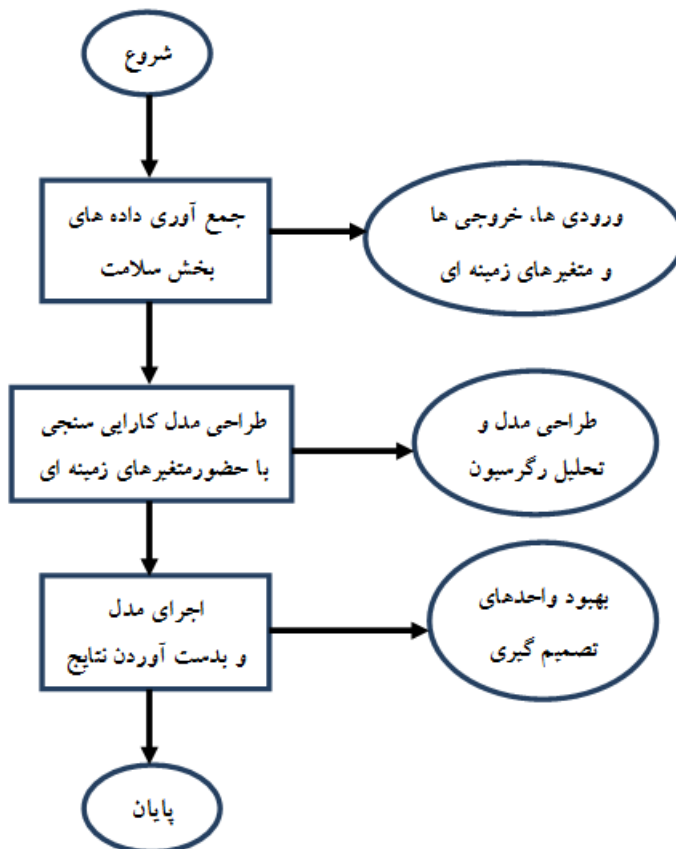 شروع
جمع آوری داده های
بخش سلامت
ورودی ها، خروجی ها
و متغیرهای زمینه ای
طراحی مدل کارایی سنجی
با حضورمتغیرهای زمینه ای
طراحی مدل و
تحلیل رگرسیون
اجرای مدل
و بدست آوردن نتایج
بهبود واحدهای
تصمیم گیری
پایان